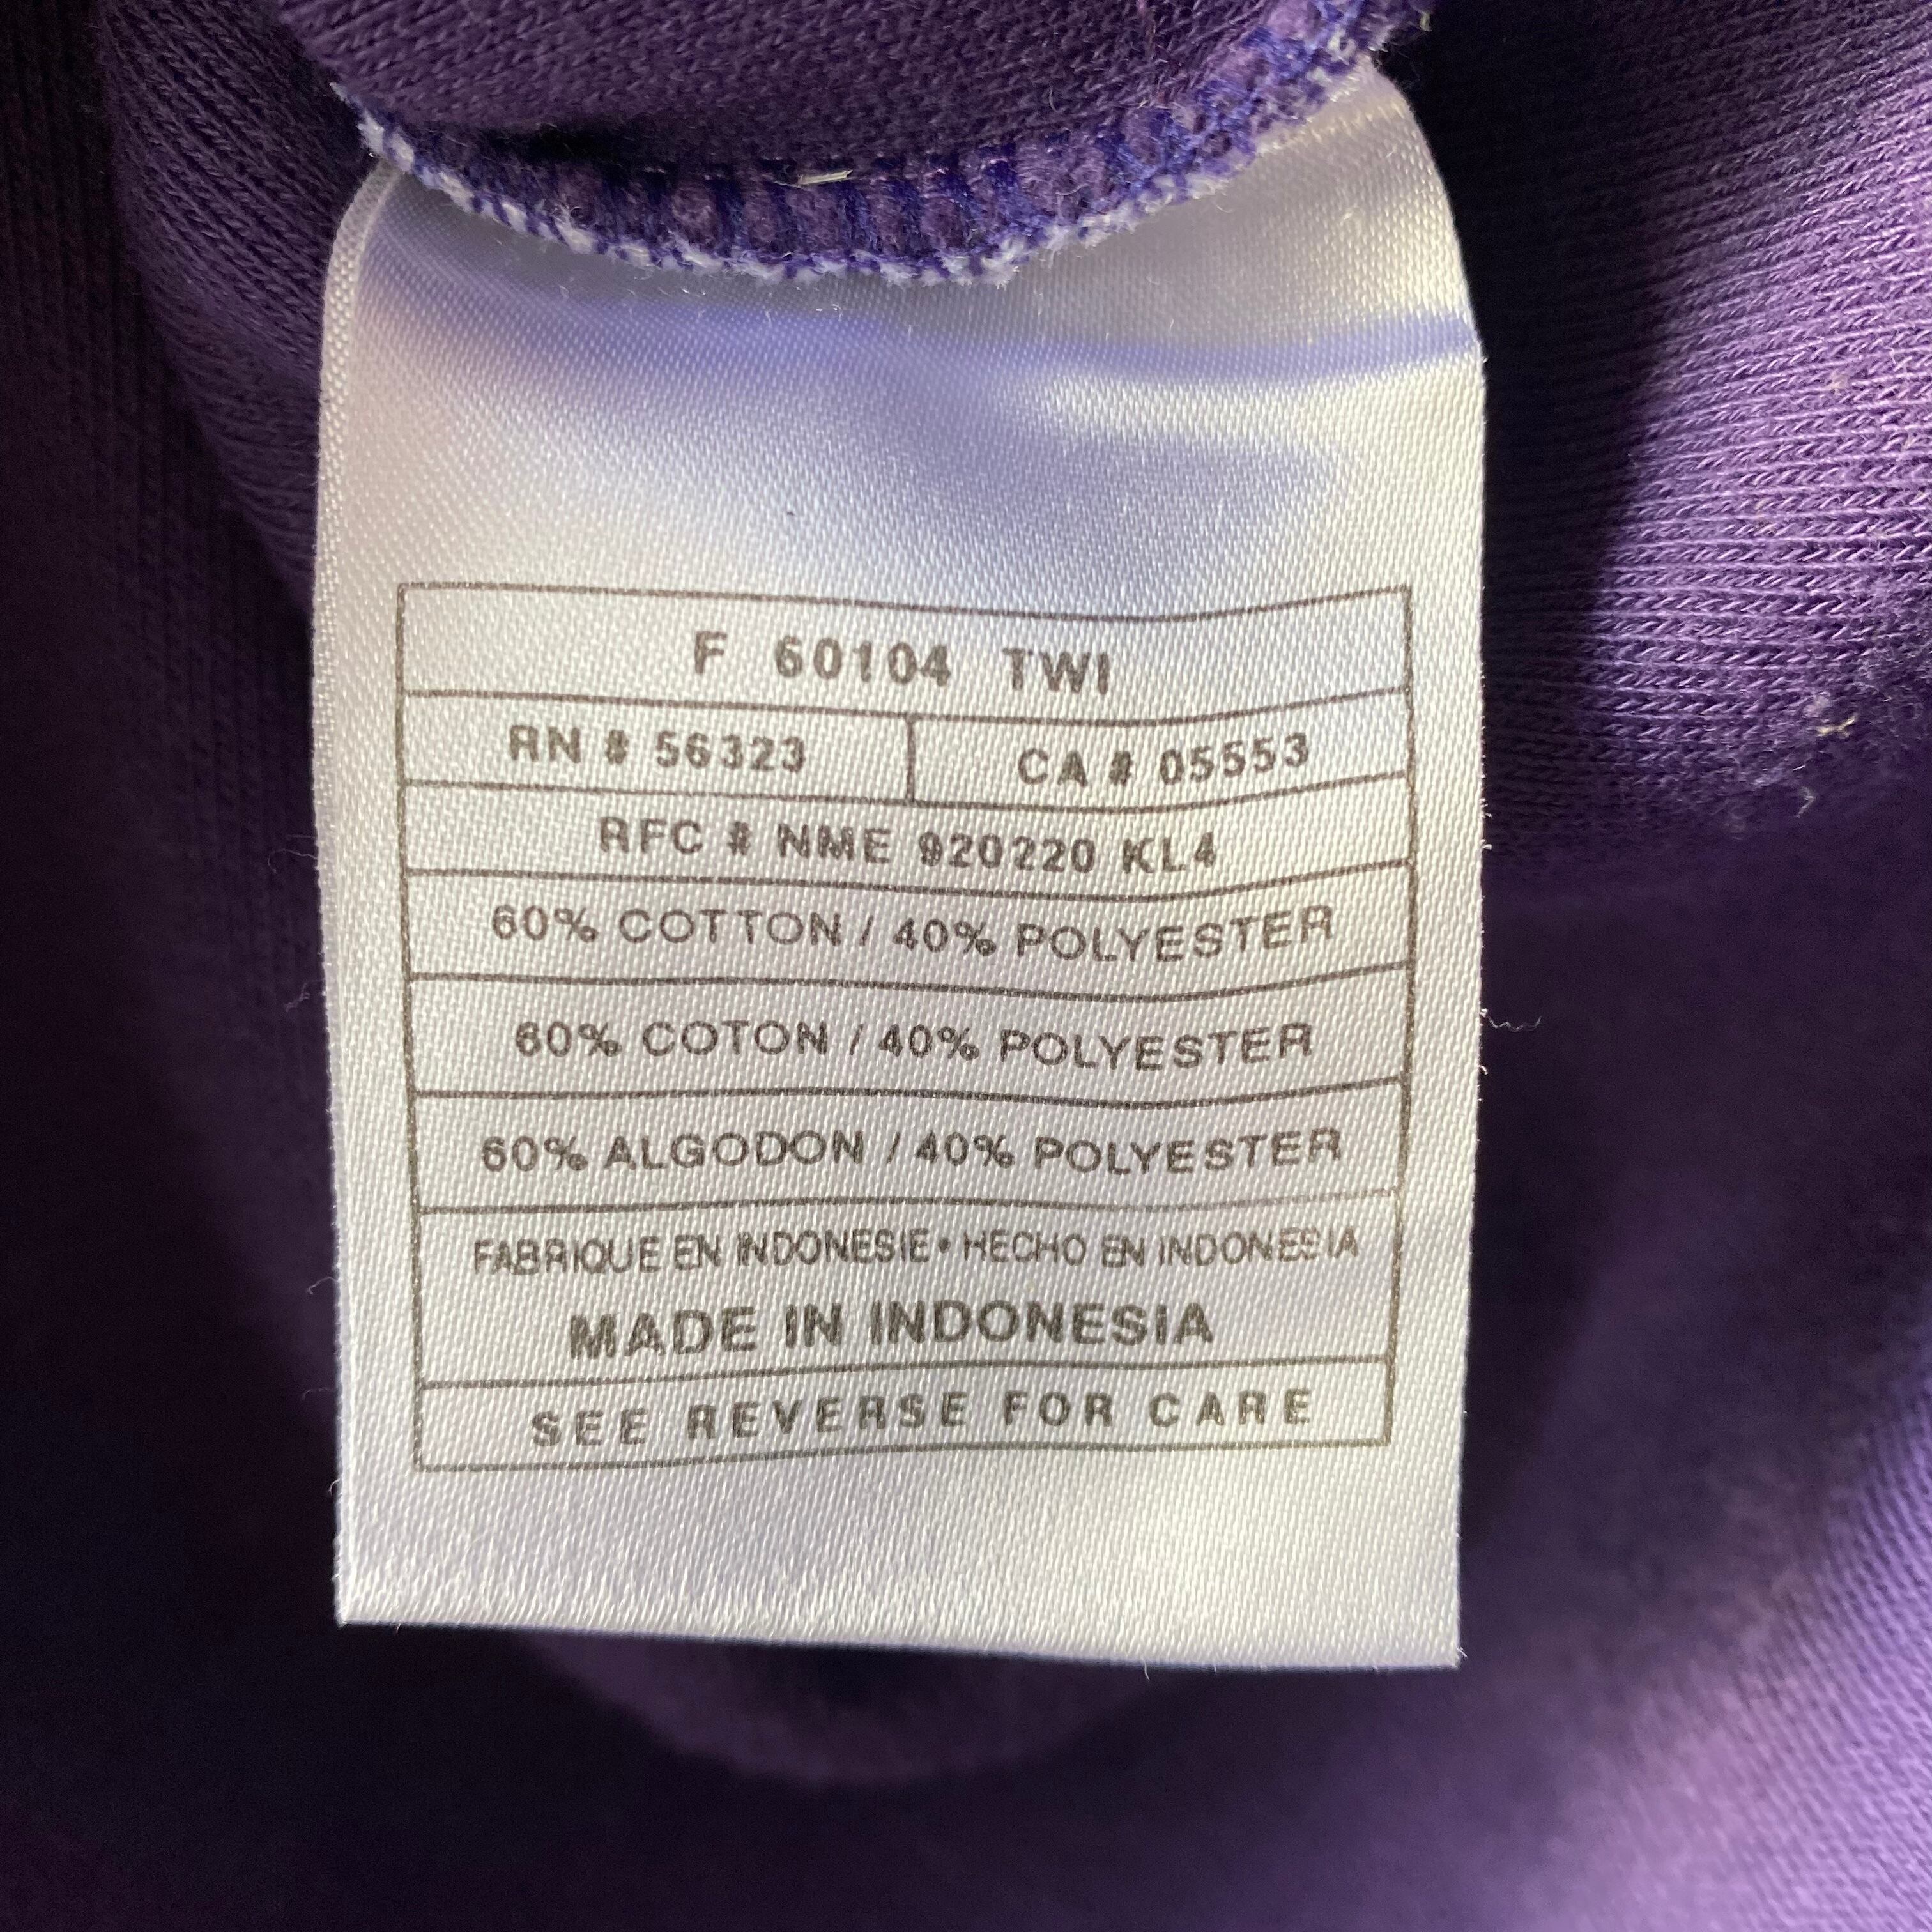 F 60104 TWI
RN # 56323 CA # 05553
RFC # NME 920220 KL4
60% COTTON / 40% POLYESTER
60% COTON / 40% POLYESTER
60% ALGODON / 40% POLYESTER
FABRIQUE EN INDONESIE • HECHO EN INDONESIA
MADE IN INDONESIA
SEE REVERSE FOR CARE